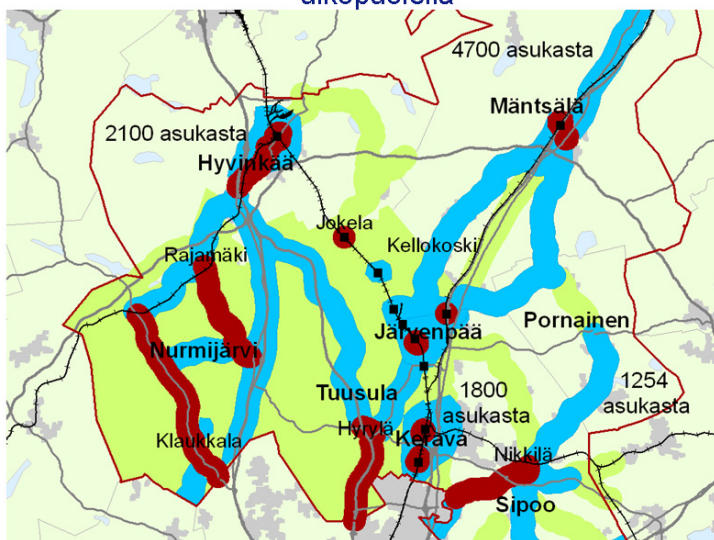 ulkopuolella
4700 asukasta
Mäntsälä
2100 asukasta
Hyvinkää
Jokela
Kellokoski
Rajamäki
Pornainen
Järvenpää
Nurmijärvi
Tuusula
1800
asukasta
1254
asukasta
Hyrylä
Kerava
Klaukkala
Nikkilä
Sipoo